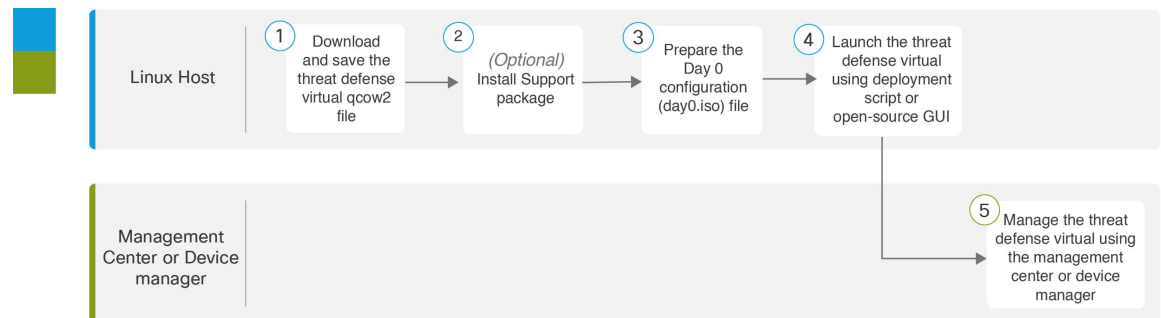 Linux Host
1
Download
and save the
threat defense
virtual qcow2
file
2
(Optional)
Install Support
package
3
Prepare the
Day 0
configuration
(day0.iso) file
4
Launch the threat
defense virtual
using deployment
script or
open-source GUI
Management
Center or Device
manager
5
Manage the threat
defense virtual using
the management
center or device
manager